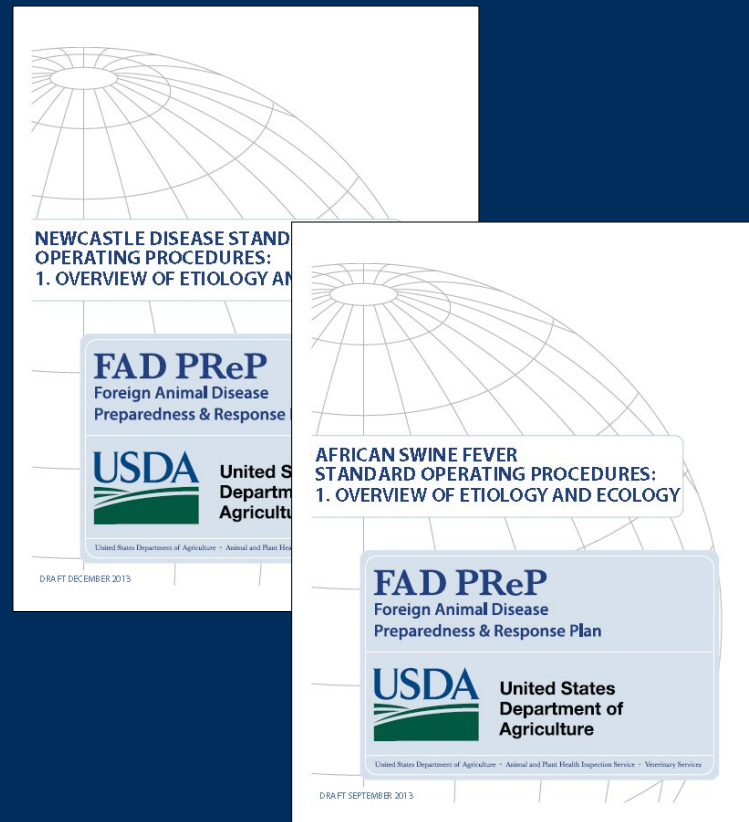 NEWCASTLE DISEASE STAND
OPERATING PROCEDURES:
1. OVERVIEW OF ETIOLOGY AN
FAD PReP
Foreign Animal Disease
Preparedness & Response
USDA
United S
Departm
Agricultu
United States Department of Agriculture • Animal and Plant Hea
DRAFT DECEMBER 2013
AFRICAN SWINE FEVER
STANDARD OPERATING PROCEDURES:
1. OVERVIEW OF ETIOLOGY AND ECOLOGY
FAD PReP
Foreign Animal Disease
Preparedness & Response Plan
USDA
United States
Department of
Agriculture
United States Department of Agriculture • Animal and Plant Health Inspection Service • Veterinary Services
DRAFT SEPTEMBER 2013